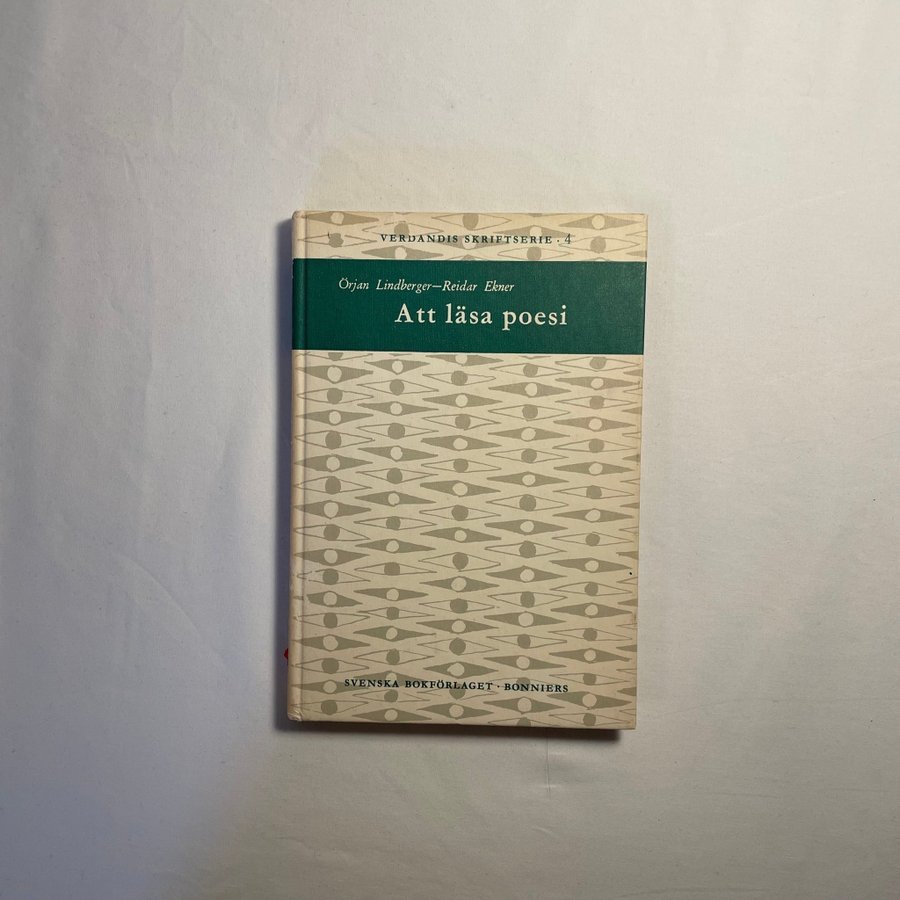 VERDANDIS SKRIFTSERIE · 4
Örjan Lindberger—Reidar Ekner
Att läsa poesi
SVENSKA BOKFÖRLAGET · BONNIERS